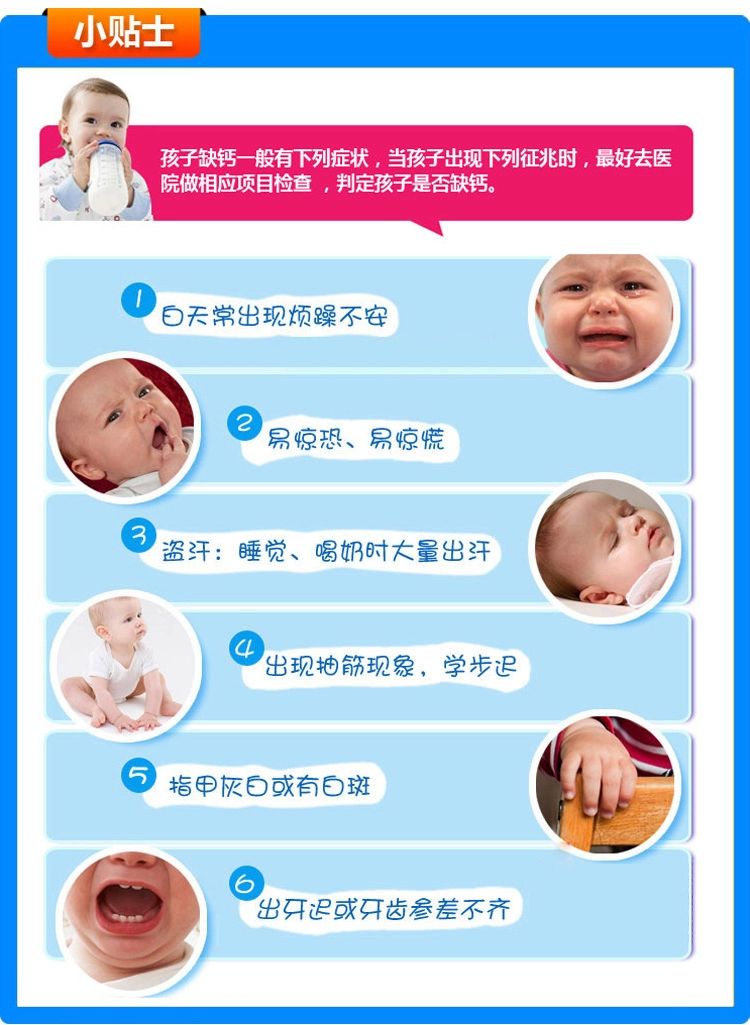 小贴士
孩子缺钙一般有下列症状，当孩子出现下列征兆时，最好去医
院做相应项目检查 ，判定孩子是否缺钙。
1
白天常出现烦躁不安
2
易惊恐、易惊慌
3
盗汗：睡觉、喝奶时大量出汗
4
出现抽筋现象，学步迟
5
指甲灰白或有白斑
6
出牙迟或牙齿参差不齐